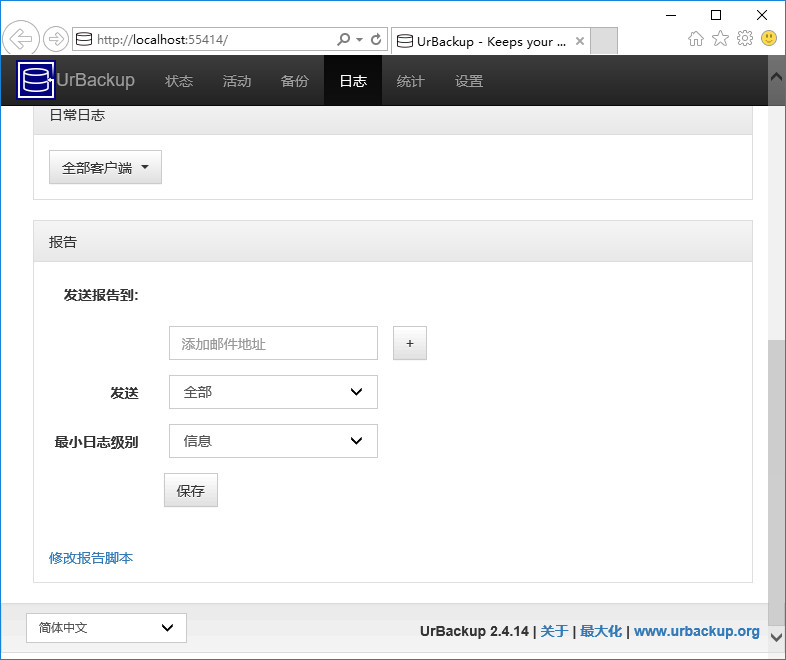 http://localhost:55414/
UrBackup - Keeps your ...
UrBackup 状态 活动 备份 日志 统计 设置
日常日志
全部客户端
报告
发送报告到:
添加邮件地址 +
发送 全部
最小日志级别 信息
保存
修改报告脚本
简体中文
UrBackup 2.4.14 | 关于 | 最大化 | www.urbackup.org